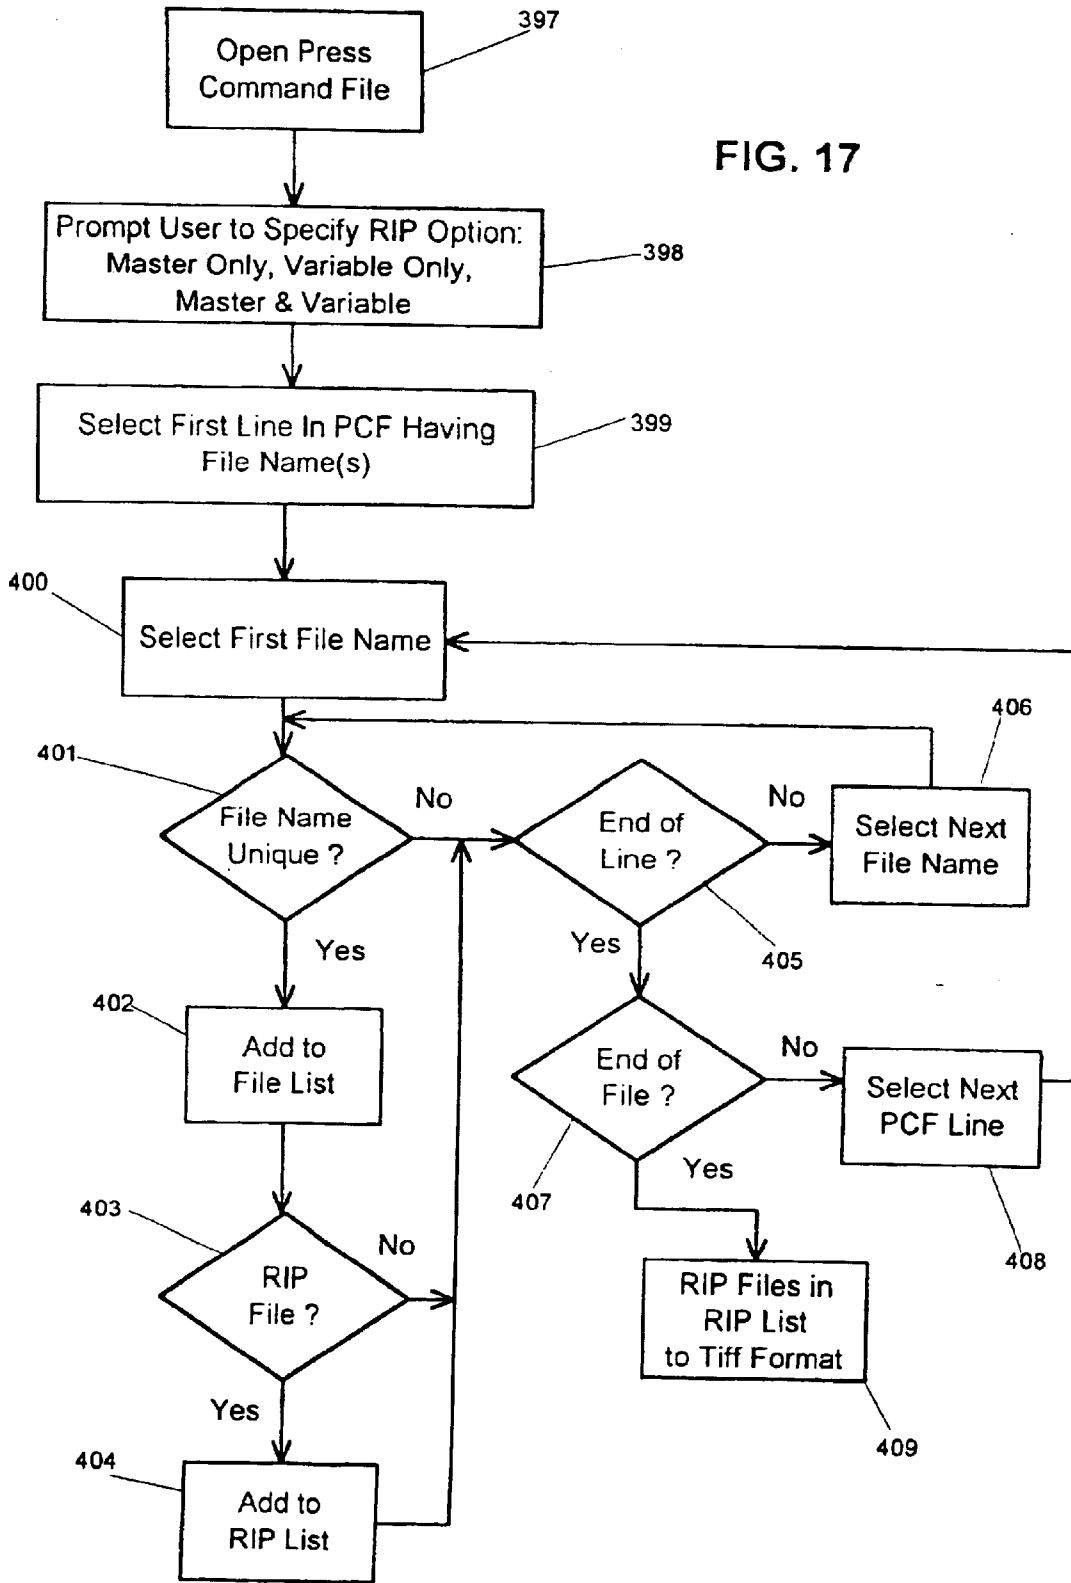 397
Open Press
Command File
FIG. 17
Prompt User to Specify RIP Option:
Master Only, Variable Only,
Master & Variable
398
Select First Line In PCF Having
File Name(s)
399
400
Select First File Name
401
File Name
Unique ?
No
Yes
End of
Line ?
No
405
Yes
406
Select Next
File Name
402
Add to
File List
End of
File ?
No
407
Yes
Select Next
PCF Line
408
403
RIP
File ?
No
Yes
RIP Files in
RIP List
to Tiff Format
409
404
Add to
RIP List